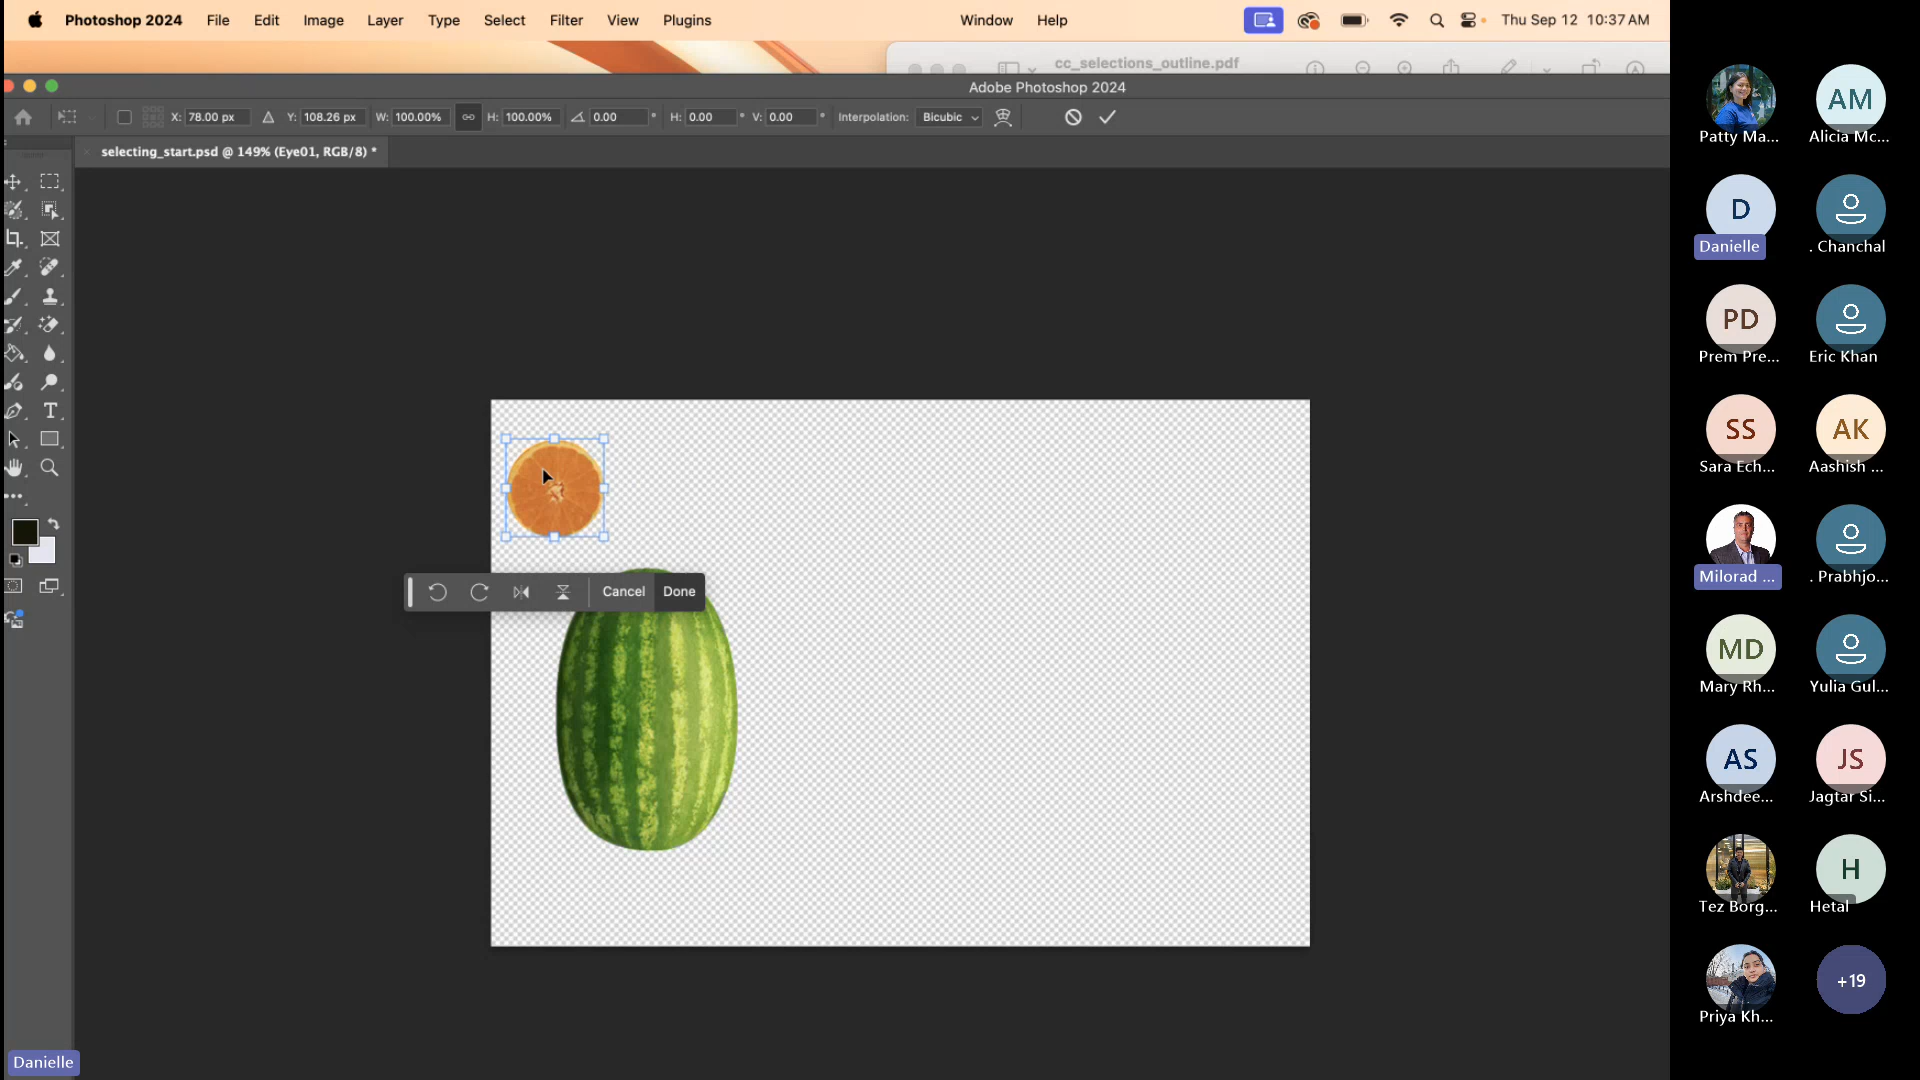 Photoshop 2024 File Edit Image Layer Type Select Filter View Plugins Window Help Thu Sep 12 10:37 AM
cc_selections_outline.pdf
Adobe Photoshop 2024
X: 78.00 px Y: 108.26 px W: 100.00% H: 100.00% 0.00 ° H: 0.00 ° V: 0.00 ° Interpolation: Bicubic
selecting_start.psd @ 149% (Eye01, RGB/8) *
Cancel Done
Danielle
Patty Ma...
AM
Alicia Mc...
D
Danielle
. Chanchal
PD
Prem Pre...
Eric Khan
SS
Sara Ech...
AK
Aashish ...
Milorad ...
. Prabhjo...
MD
Mary Rh...
Yulia Gul...
AS
Arshdee...
JS
Jagtar Si...
Tez Borg...
H
Hetal
Priya Kh...
+19